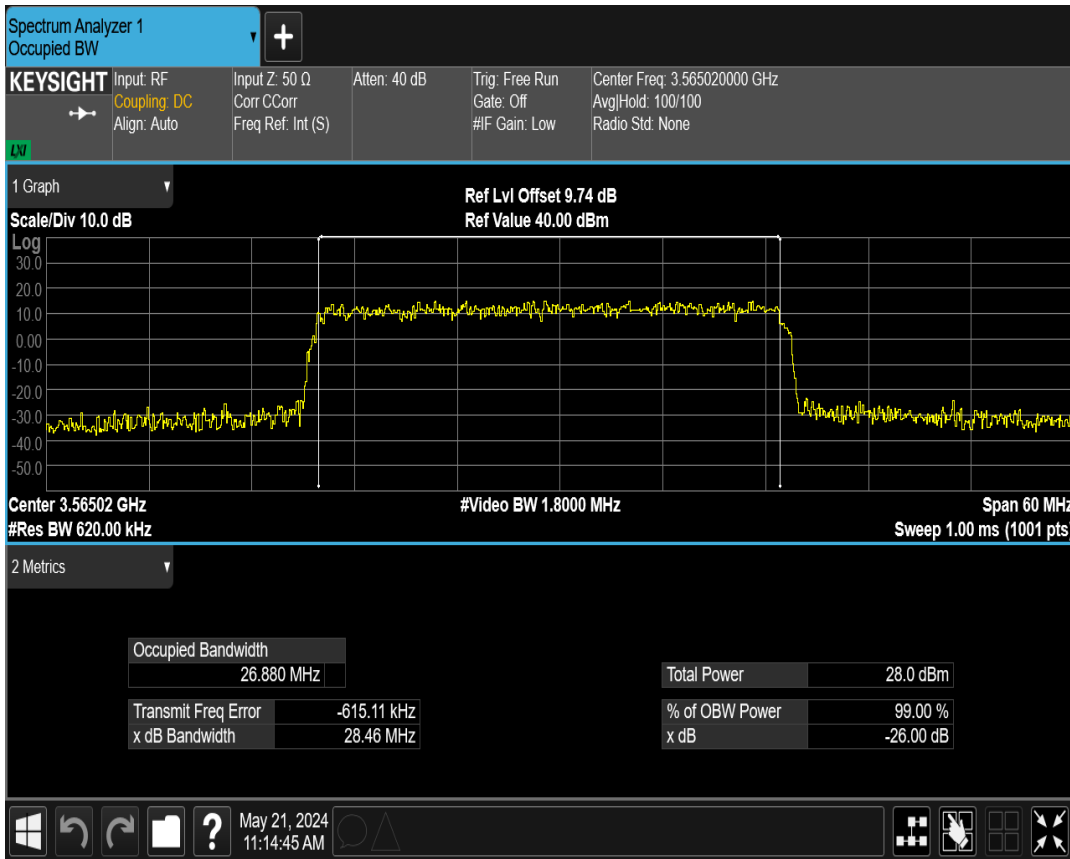 Spectrum Analyzer 1
Occupied BW
+
KEYSIGHT
Input: RF
Coupling: DC
Align: Auto
Input Z: 50 Ω
Corr CCorr
Freq Ref: Int (S)
Atten: 40 dB
Trig: Free Run
Gate: Off
#IF Gain: Low
Center Freq: 3.565020000 GHz
Avg|Hold: 100/100
Radio Std: None
LXI
1 Graph
Ref Lvl Offset 9.74 dB
Scale/Div 10.0 dB
Ref Value 40.00 dBm
Log
30.0
20.0
10.0
0.00
-10.0
-20.0
-30.0
-40.0
-50.0
Center 3.56502 GHz
#Video BW 1.8000 MHz
Span 60 MHz
#Res BW 620.00 kHz
Sweep 1.00 ms (1001 pts)
2 Metrics
Occupied Bandwidth
26.880 MHz
Total Power 28.0 dBm
Transmit Freq Error -615.11 kHz
% of OBW Power 99.00 %
x dB Bandwidth 28.46 MHz
x dB -26.00 dB
?
May 21, 2024
11:14:45 AM